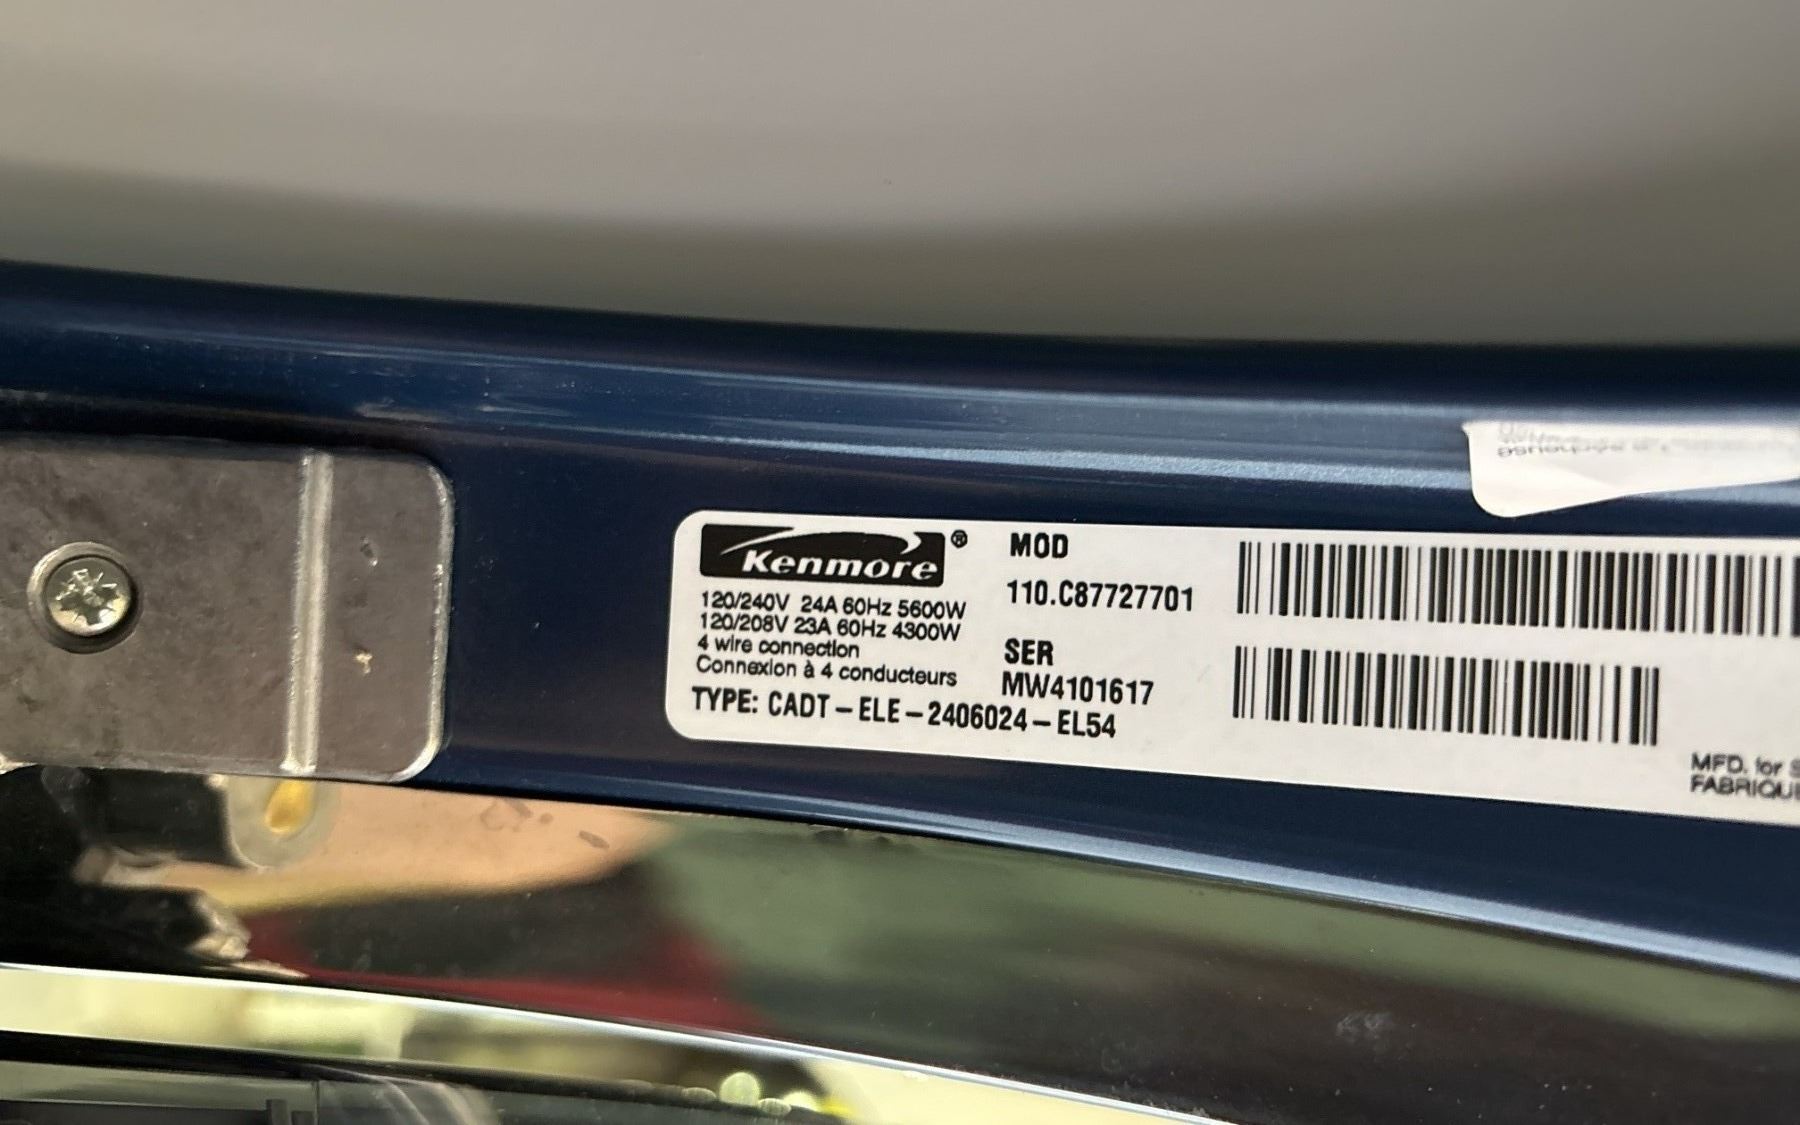 Kenmore®
120/240V 24A 60Hz 5600W
120/208V 23A 60Hz 4300W
4 wire connection
Connexion à 4 conducteurs
TYPE: CADT-ELE-2406024-EL54
MOD
110.C87727701
SER
MW4101617
MFD. for S
FABRIQUE